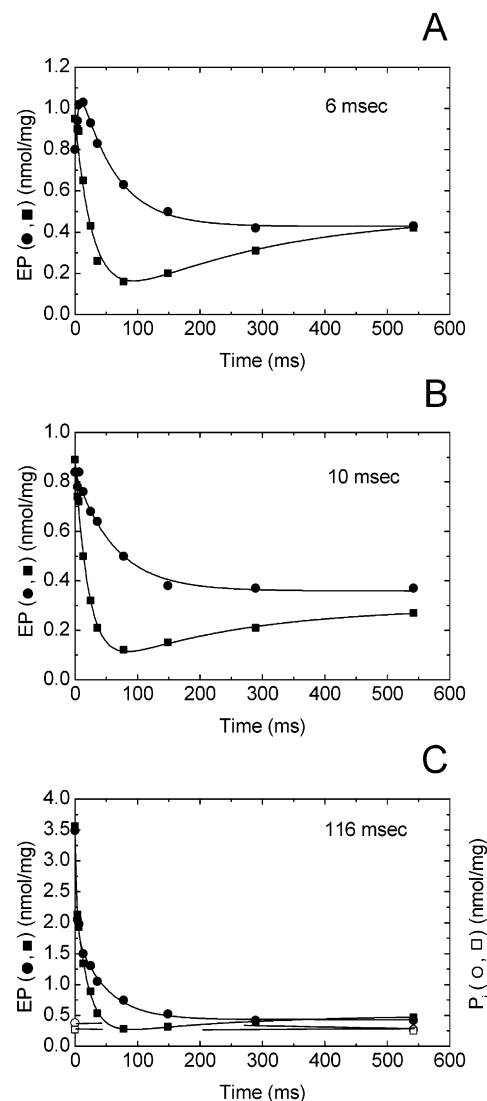 A
1.2
1.0
0.8
0.6
0.4
0.2
0.0
EP (●, ■) (nmol/mg)
6 msec
0 100 200 300 400 500 600
Time (ms)
B
1.0
0.8
0.6
0.4
0.2
0.0
EP (●, ■) (nmol/mg)
10 msec
0 100 200 300 400 500 600
Time (ms)
C
4.0
3.5
3.0
2.5
2.0
1.5
1.0
0.5
0.0
EP (●, ■) (nmol/mg)
116 msec
Pi (○, □) (nmol/mg)
0 100 200 300 400 500 600
Time (ms)